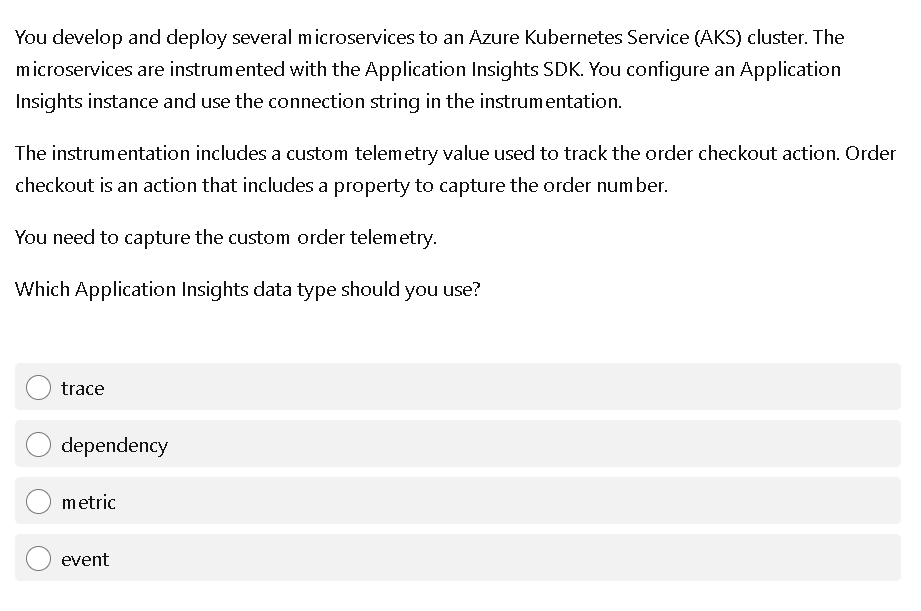 You develop and deploy several microservices to an Azure Kubernetes Service (AKS) cluster. The
microservices are instrumented with the Application Insights SDK. You configure an Application
Insights instance and use the connection string in the instrumentation.
The instrumentation includes a custom telemetry value used to track the order checkout action. Order
checkout is an action that includes a property to capture the order number.
You need to capture the custom order telemetry.
Which Application Insights data type should you use?
trace
dependency
metric
event